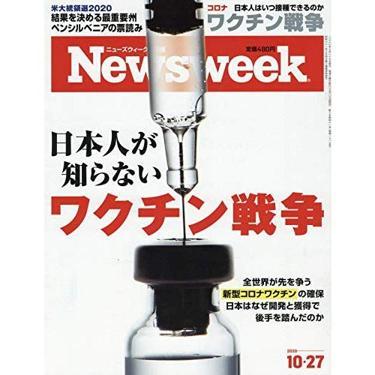 米大統領選2020
結果を決める最重要州
ペンシルベニアの票読み
コロナ 日本人はいつ接種できるのか
ワクチン戦争
ニューズウィーク
定価480円
Newsweek
日本人が
知らない
ワクチン戦争
全世界が先を争う
新型コロナワクチンの確保
日本はなぜ開発と獲得で
後手を踏んだのか
2020
10・27